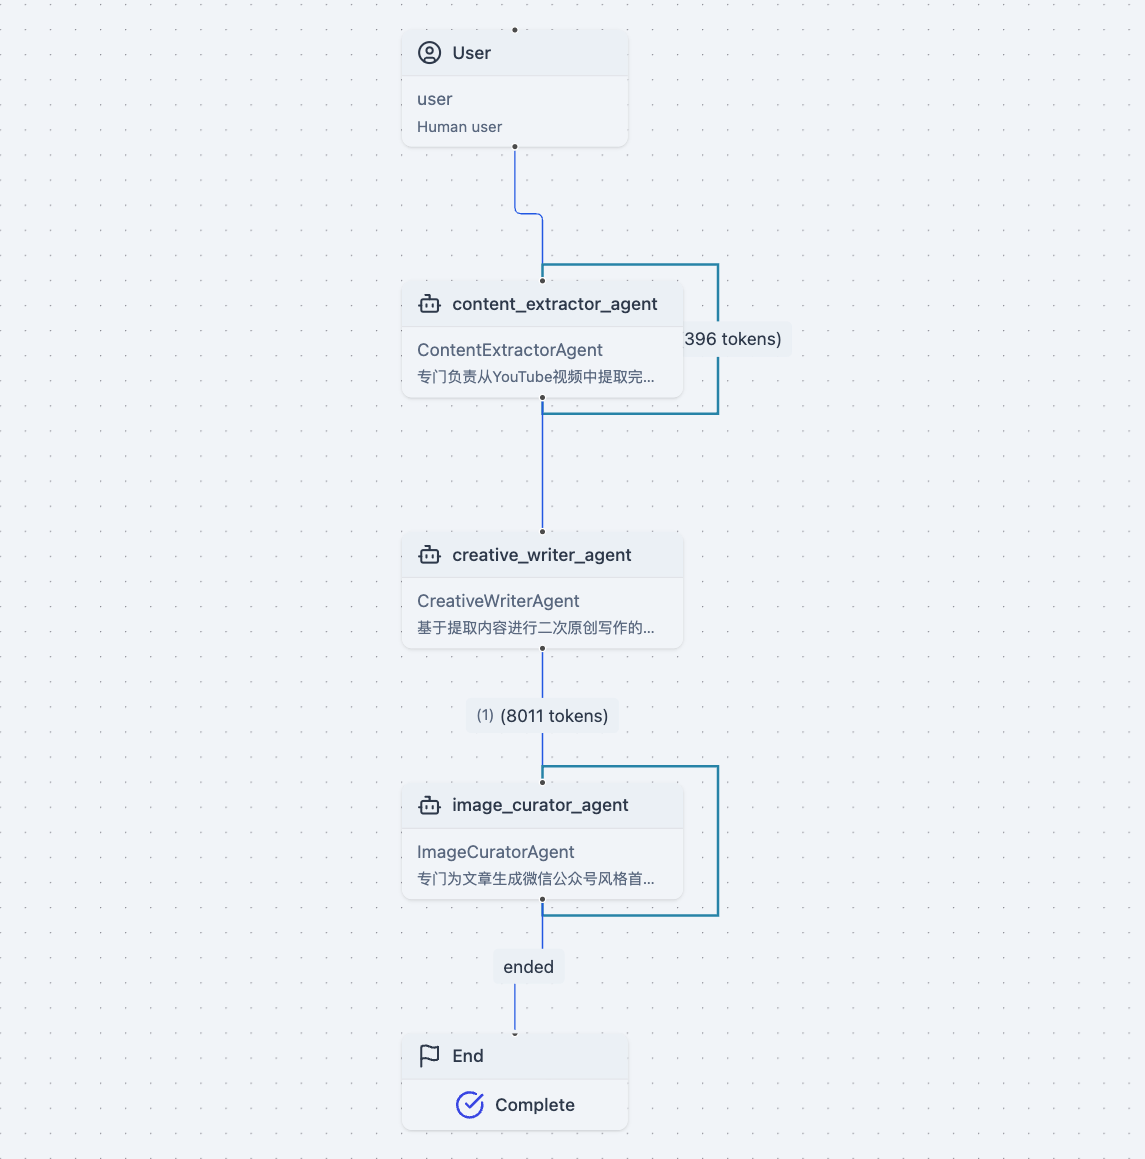 User
user
Human user
content_extractor_agent
396 tokens)
ContentExtractorAgent
专门负责从YouTube视频中提取完...
creative_writer_agent
CreativeWriterAgent
基于提取内容进行二次原创写作的...
(1) (8011 tokens)
image_curator_agent
ImageCuratorAgent
专门为文章生成微信公众号风格首...
ended
End
Complete